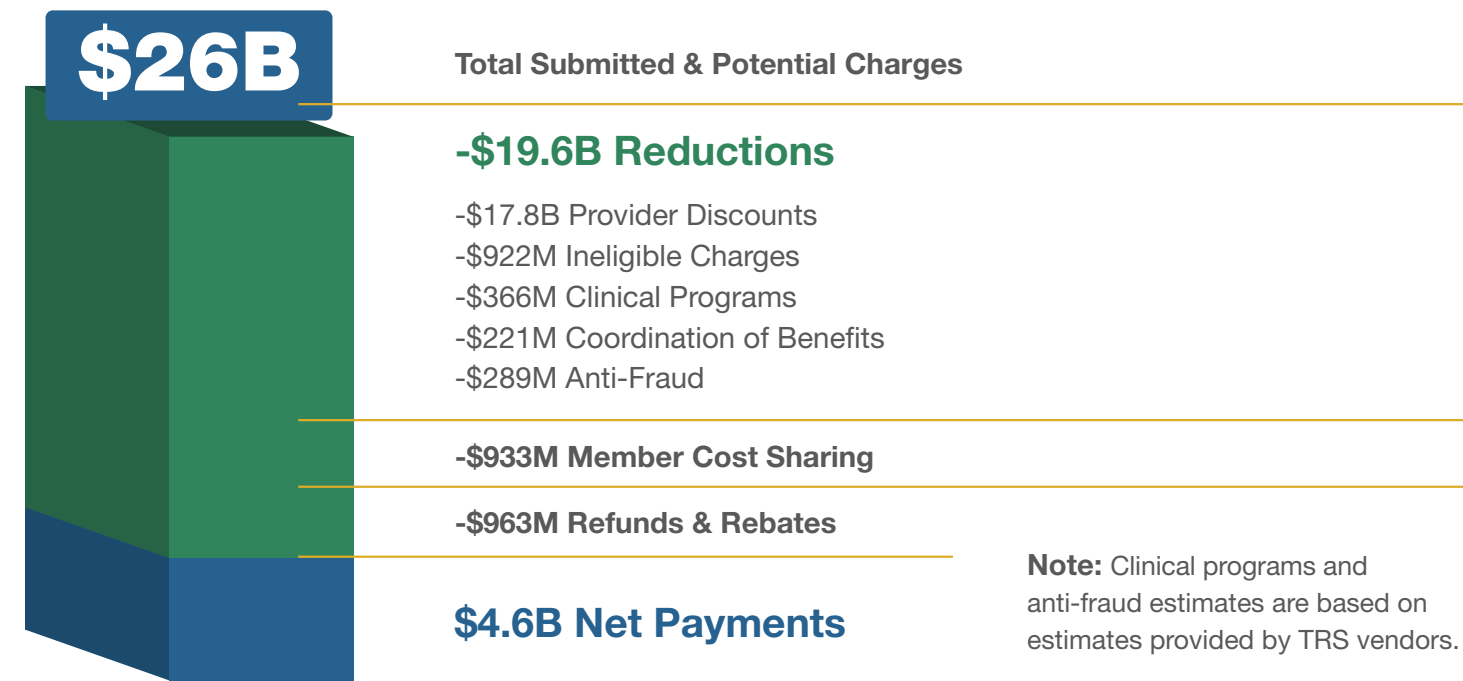 $26B
Total Submitted & Potential Charges
-$19.6B Reductions
-$17.8B Provider Discounts
-$922M Ineligible Charges
-$366M Clinical Programs
-$221M Coordination of Benefits
-$289M Anti-Fraud
-$933M Member Cost Sharing
-$963M Refunds & Rebates
$4.6B Net Payments
Note: Clinical programs and
anti-fraud estimates are based on
estimates provided by TRS vendors.